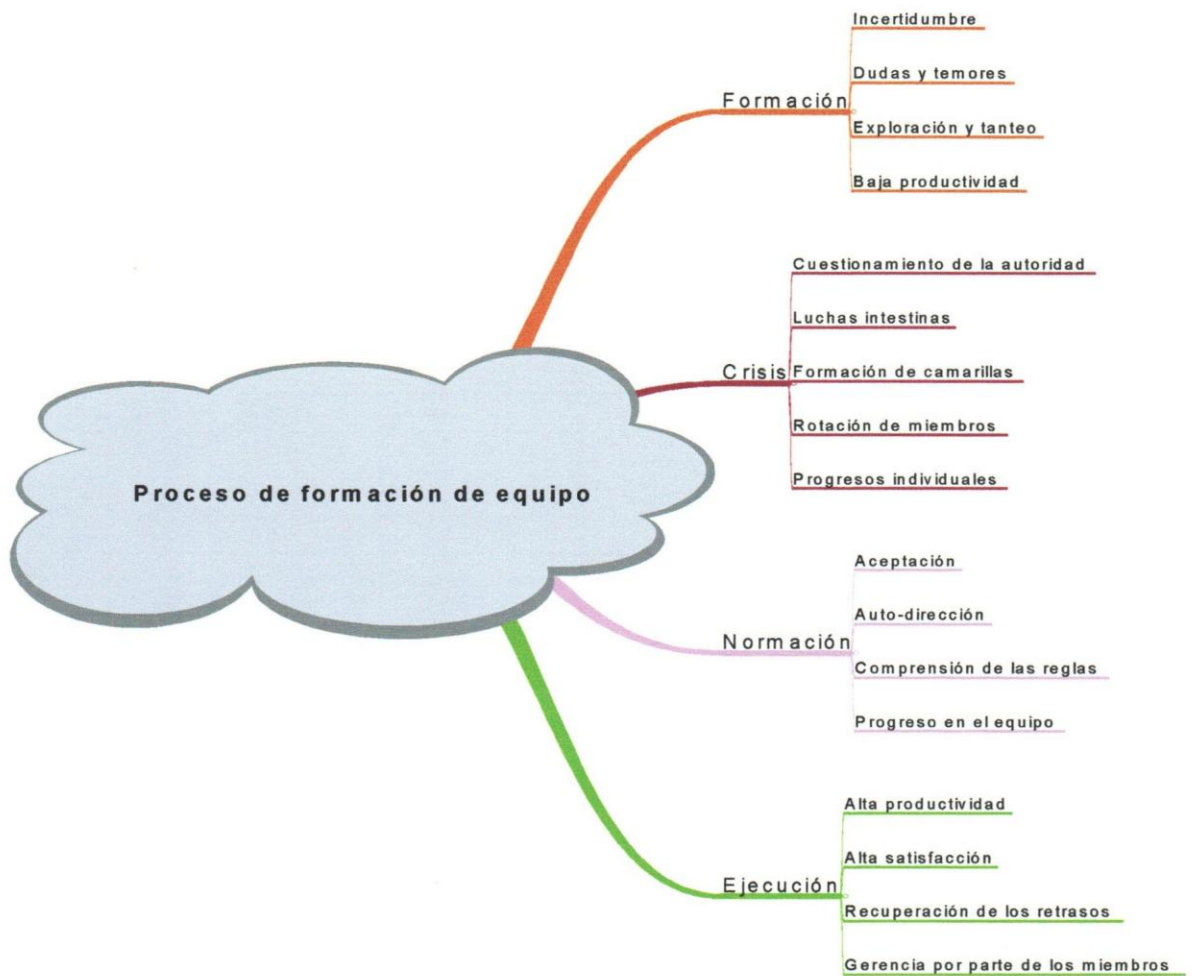 Proceso de formación de equipo
Formación
Incertidumbre
Dudas y temores
Exploración y tanteo
Baja productividad
Crisis
Cuestionamiento de la autoridad
Luchas intestinas
Formación de camarillas
Rotación de miembros
Progresos individuales
Normación
Aceptación
Auto-dirección
Comprensión de las reglas
Progreso en el equipo
Ejecución
Alta productividad
Alta satisfacción
Recuperación de los retrasos
Gerencia por parte de los miembros